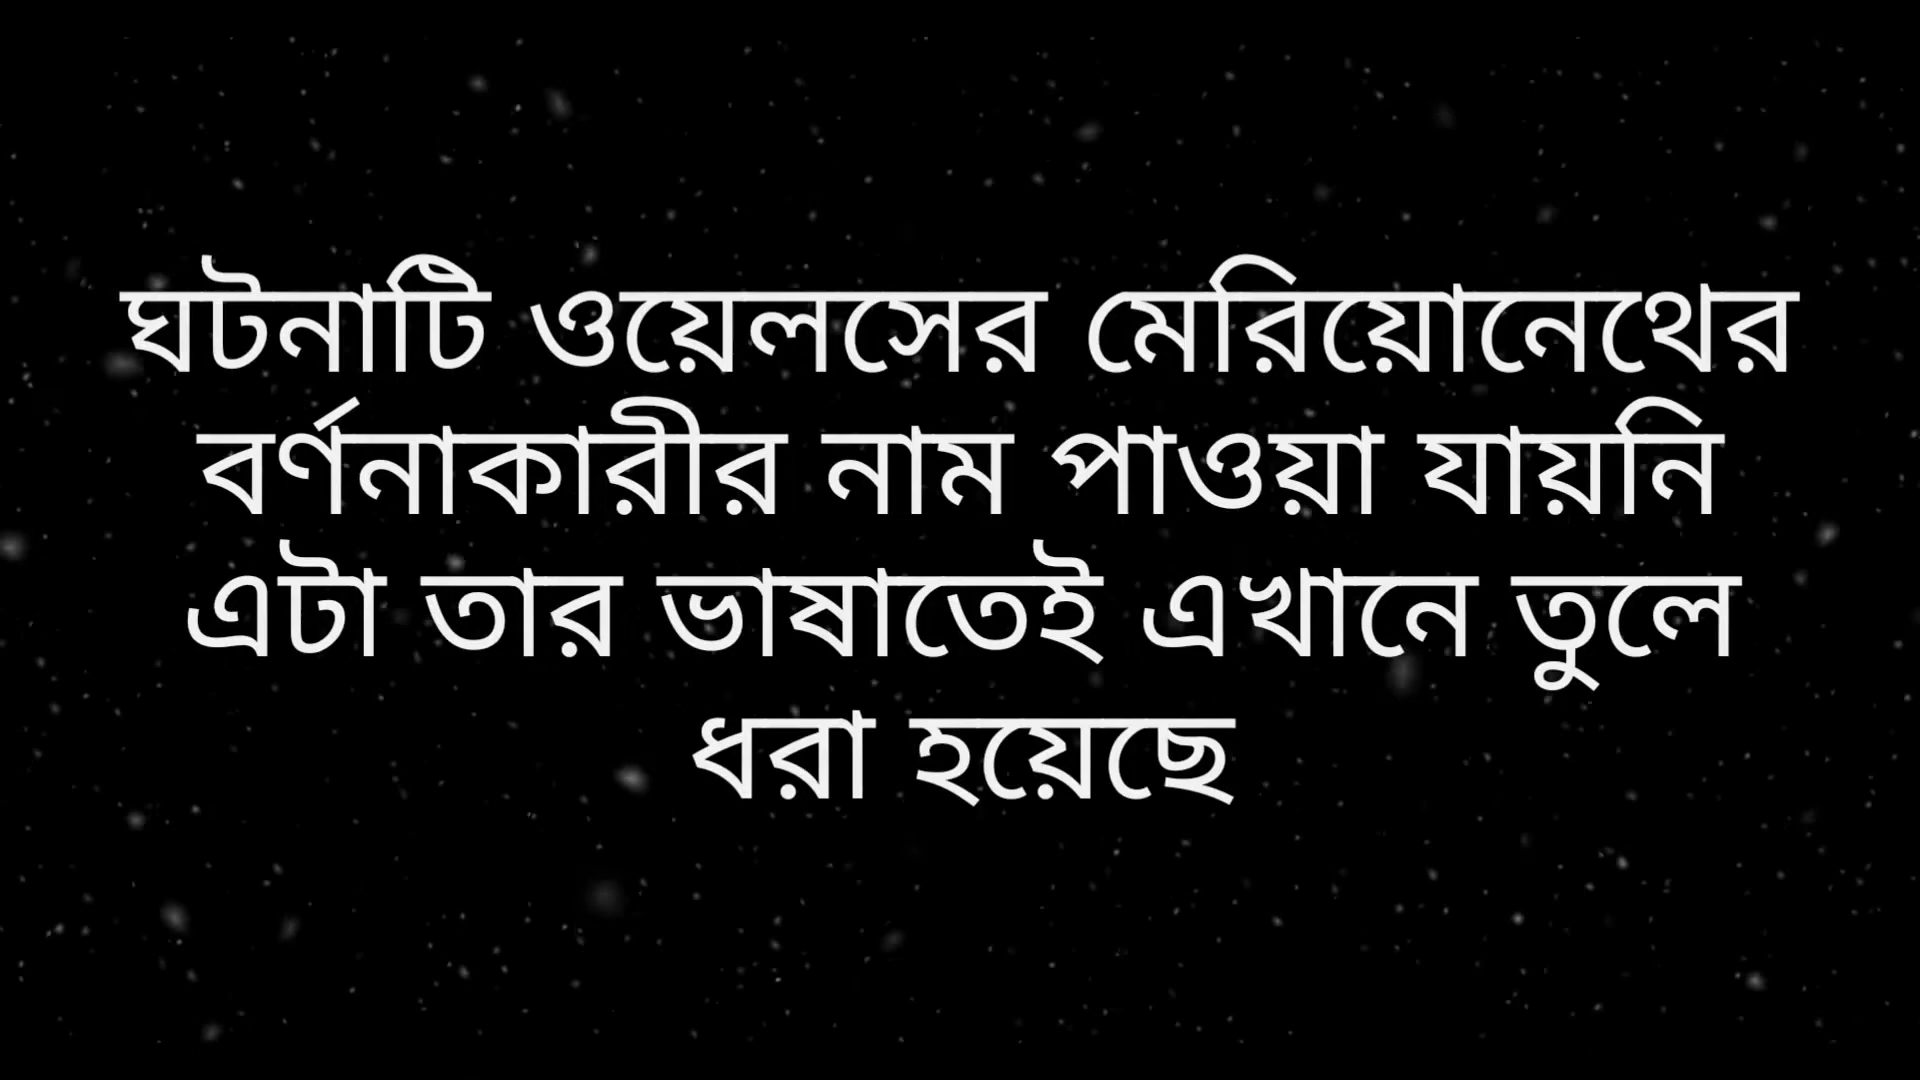 ঘটনাটি ওয়েলসের মেরিয়োনেথের
বর্ণনাকারীর নাম পাওয়া যায়নি
এটা তার ভাষাতেই এখানে তুলে
ধরা হয়েছে